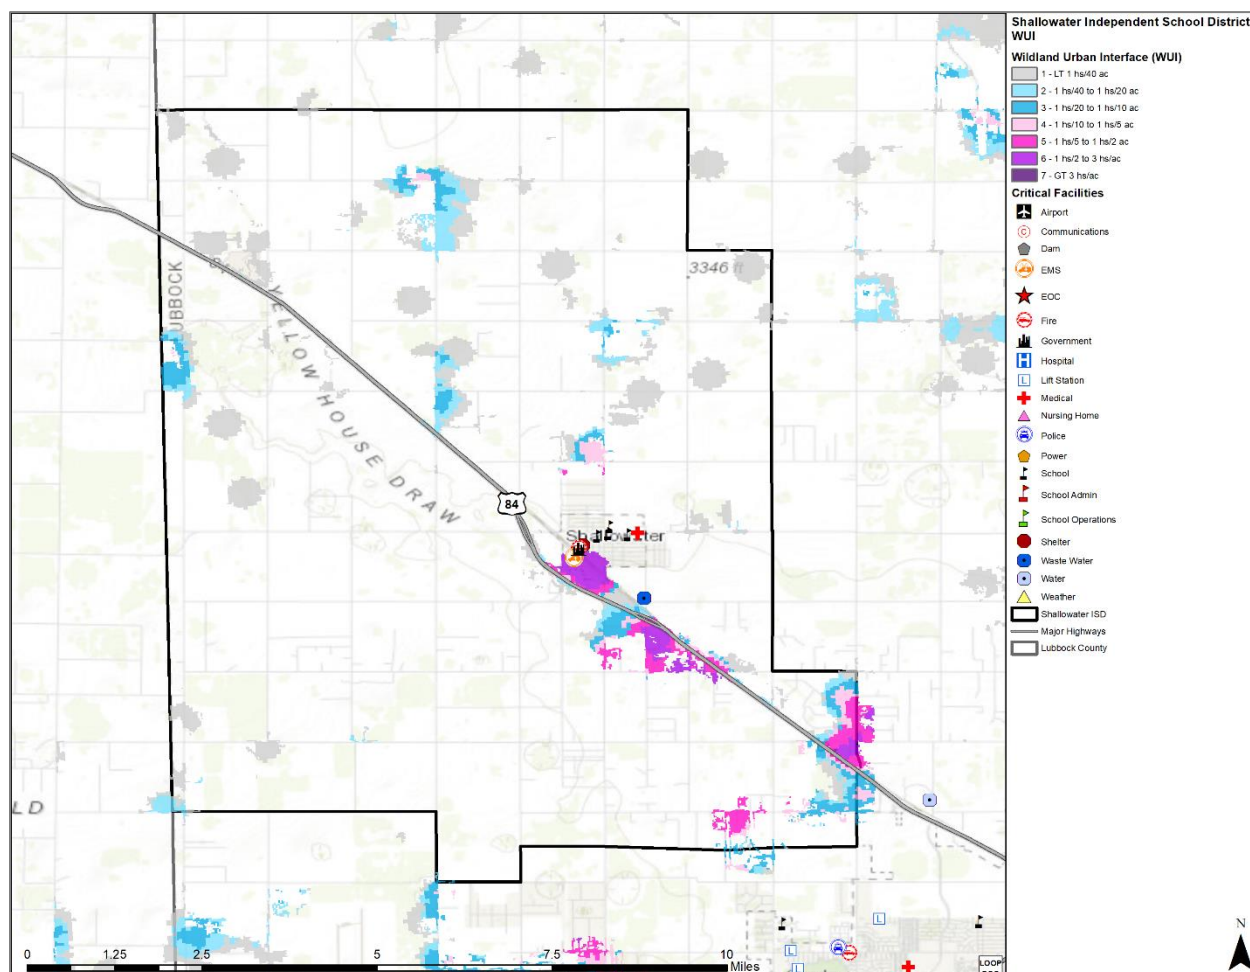 Shallowater Independent School District
WUI
Wildland Urban Interface (WUI)
1 - LT 1 hs/40 ac
2 - 1 hs/40 to 1 hs/20 ac
3 - 1 hs/20 to 1 hs/10 ac
4 - 1 hs/10 to 1 hs/5 ac
5 - 1 hs/5 to 1 hs/2 ac
6 - 1 hs/2 to 3 hs/ac
7 - GT 3 hs/ac
Critical Facilities
Airport
C Communications
Dam
EMS
EOC
Fire
Government
H Hospital
L Lift Station
Medical
Nursing Home
Police
Power
School
School Admin
School Operations
Shelter
Waste Water
Water
Weather
Shallowater ISD
Major Highways
Lubbock County
3346 ft
UBBOCK
YELLOW HOUSE DRAW
84
Shallowater
LD
L
L
L
0 1.25 2.5 5 7.5 10
Miles
LOOP
N